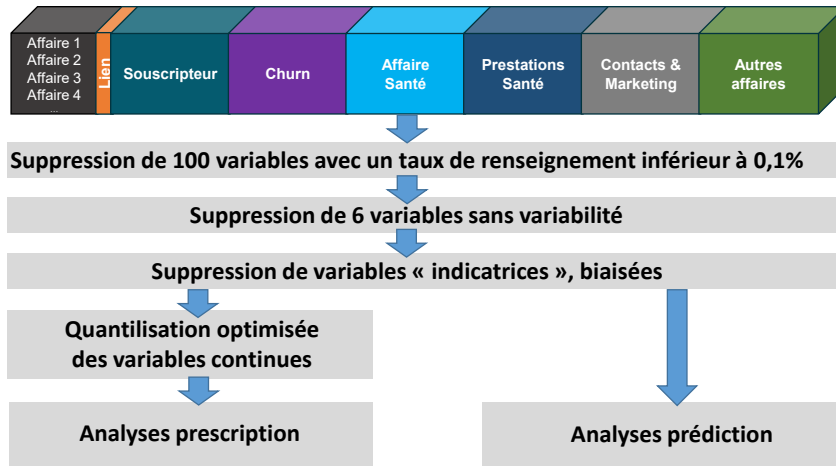 Affaire 1
Affaire 2
Affaire 3
Affaire 4
...
Lien
Souscripteur
Churn
Affaire
Santé
Prestations
Santé
Contacts &
Marketing
Autres
affaires
Suppression de 100 variables avec un taux de renseignement inférieur à 0,1%
Suppression de 6 variables sans variabilité
Suppression de variables « indicatrices », biaisées
Quantilisation optimisée
des variables continues
Analyses prescription
Analyses prédiction